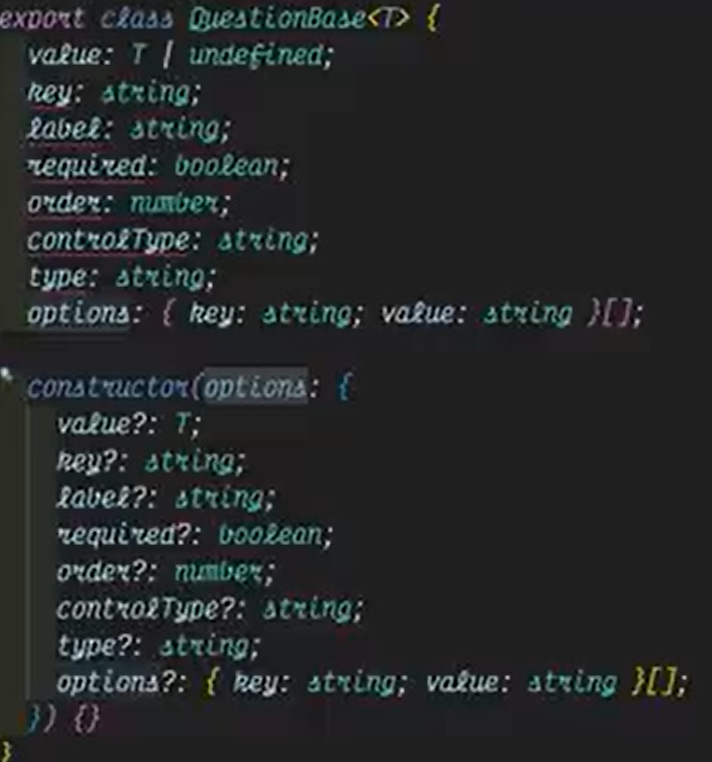 export class QuestionBase<T> {
value: T | undefined;
key: string;
label: string;
required: boolean;
order: number;
controlType: string;
type: string;
options: { key: string; value: string }[];
constructor(options: {
value?: T;
key?: string;
label?: string;
required?: boolean;
order?: number;
controlType?: string;
type?: string;
options?: { key: string; value: string }[];
}) {}
}